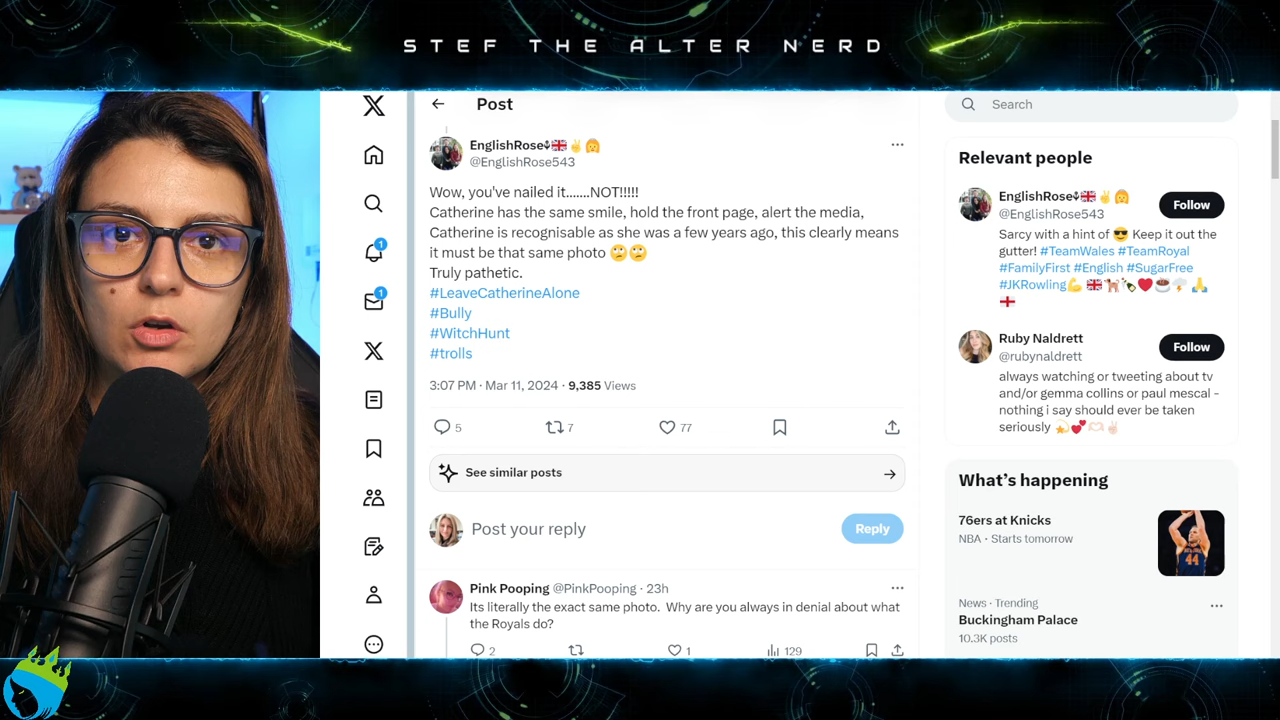 STEF THE ALTER NERD
Post
EnglishRose
@EnglishRose543
Wow, you've nailed it.......NOT!!!!!
Catherine has the same smile, hold the front page, alert the media,
Catherine is recognisable as she was a few years ago, this clearly means
it must be that same photo 🙄🙄
Truly pathetic.
#LeaveCatherineAlone
#Bully
#WitchHunt
#trolls
3:07 PM · Mar 11, 2024 · 9,385 Views
5
7
77
See similar posts
Post your reply
Reply
Pink Pooping @PinkPooping · 23h
Its literally the exact same photo. Why are you always in denial about what
the Royals do?
2
1
129
1
1
Search
Relevant people
EnglishRose
@EnglishRose543
Follow
Sarcy with a hint of 😎 Keep it out the
gutter! #TeamWales #TeamRoyal
#FamilyFirst #English #SugarFree
#JKRowling
Ruby Naldrett
@rubynaldrett
Follow
always watching or tweeting about tv
and/or gemma collins or paul mescal -
nothing i say should ever be taken
seriously
What's happening
76ers at Knicks
NBA · Starts tomorrow
44
News · Trending
Buckingham Palace
10.3K posts